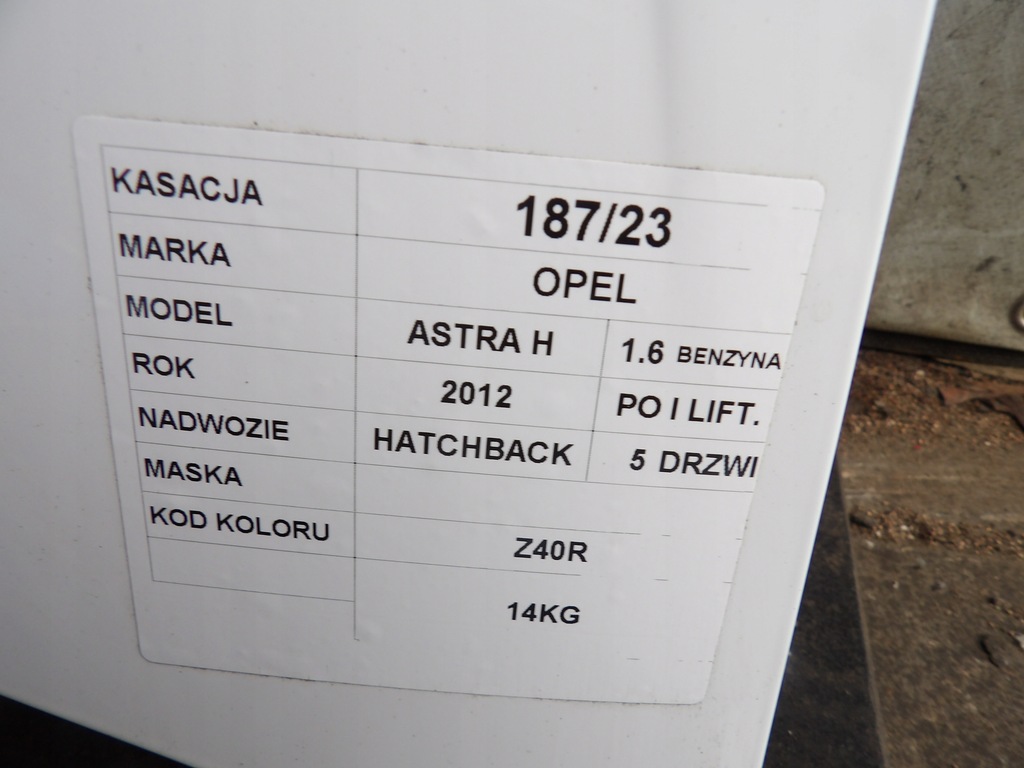 KASACJA 187/23
MARKA OPEL
MODEL ASTRA H 1.6 BENZYNA
ROK 2012 PO I LIFT.
NADWOZIE HATCHBACK 5 DRZWI
MASKA
KOD KOLORU Z40R
14KG